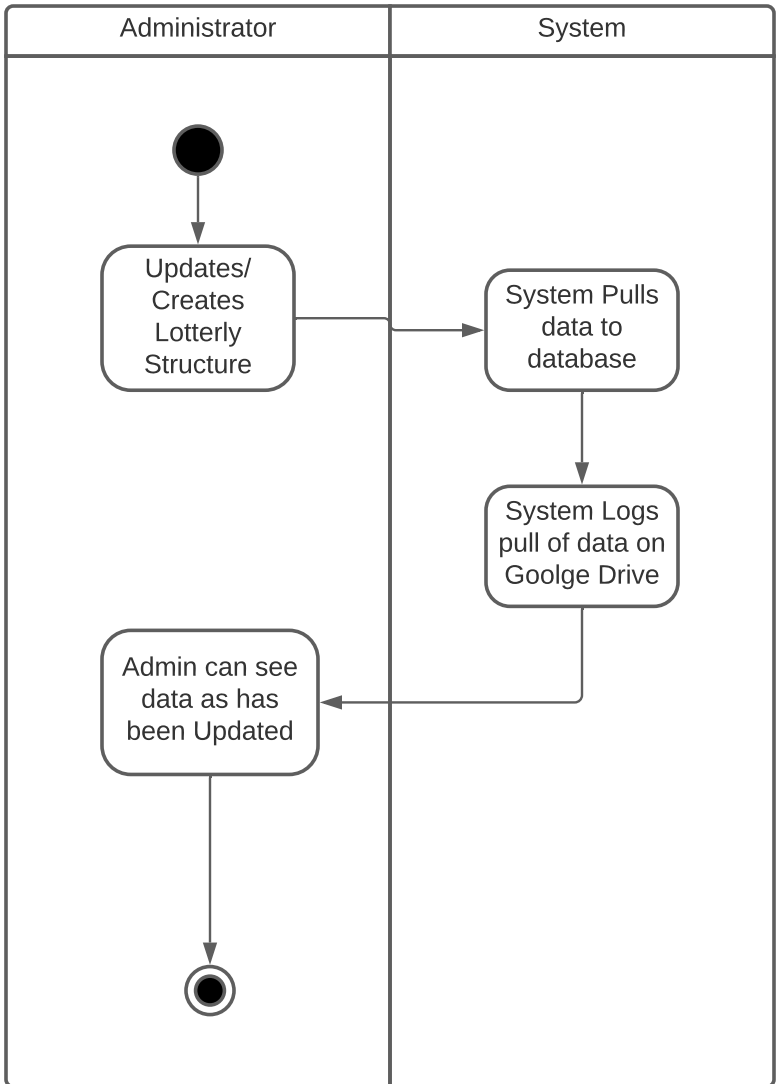 Administrator
System
Updates/
Creates
Lotterly
Structure
System Pulls
data to
database
System Logs
pull of data on
Goolge Drive
Admin can see
data as has
been Updated